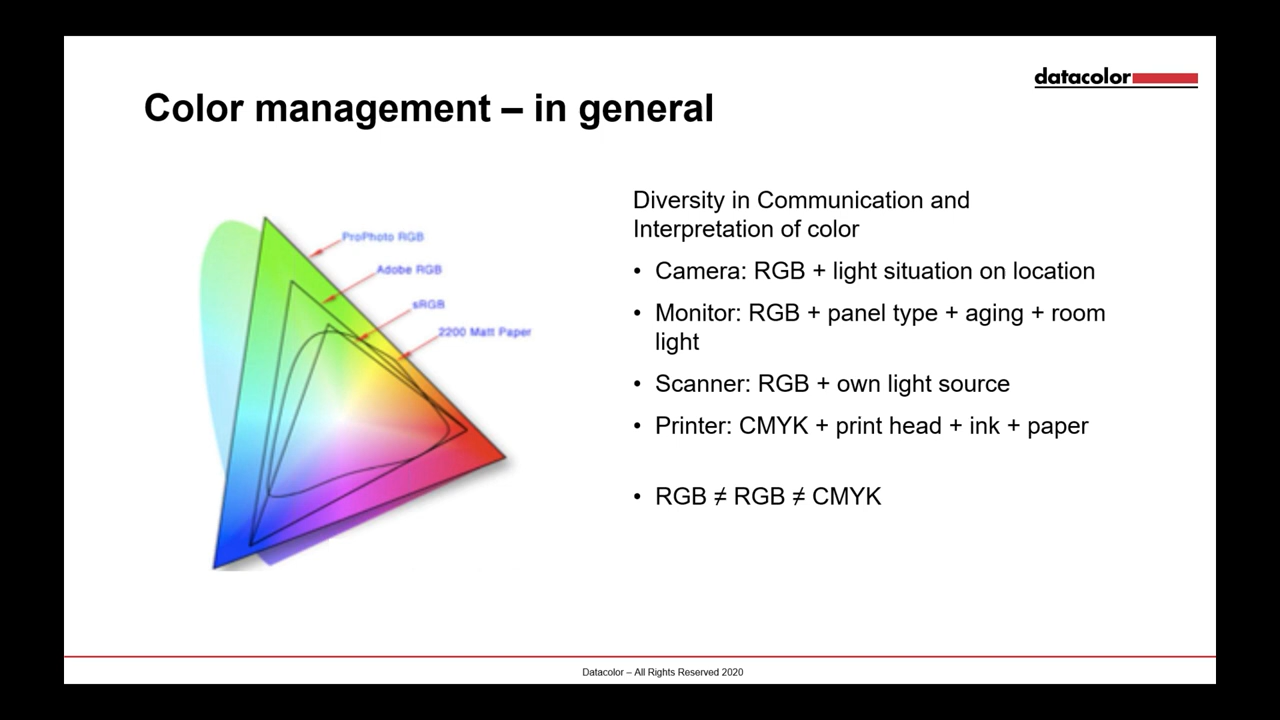 datacolor
Color management – in general
ProPhoto RGB
Adobe RGB
sRGB
2200 Matt Paper
Diversity in Communication and
Interpretation of color
• Camera: RGB + light situation on location
• Monitor: RGB + panel type + aging + room
light
• Scanner: RGB + own light source
• Printer: CMYK + print head + ink + paper
• RGB ≠ RGB ≠ CMYK
Datacolor – All Rights Reserved 2020